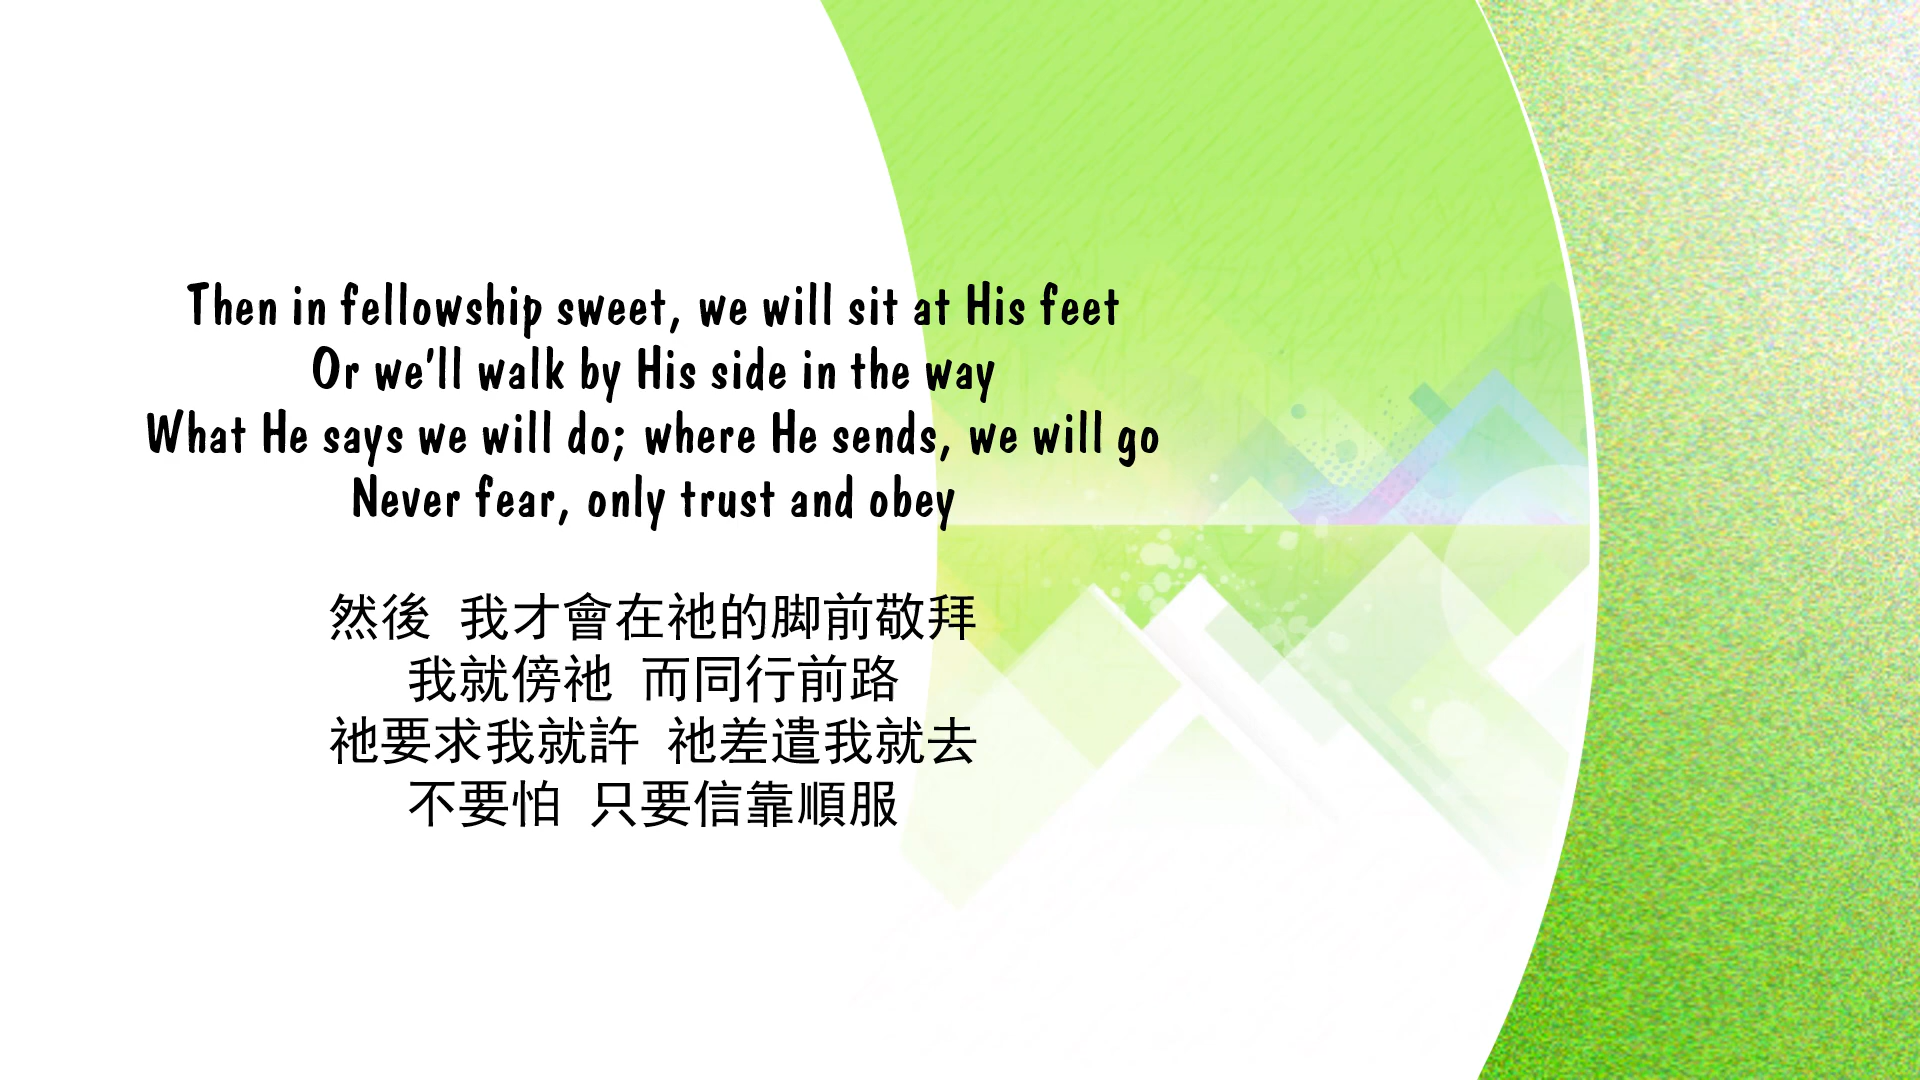 Then in fellowship sweet, we will sit at His feet
Or we'll walk by His side in the way
What He says we will do; where He sends, we will go
Never fear, only trust and obey
然後 我才會在祂的脚前敬拜
我就傍祂 而同行前路
祂要求我就許 祂差遣我就去
不要怕 只要信靠順服